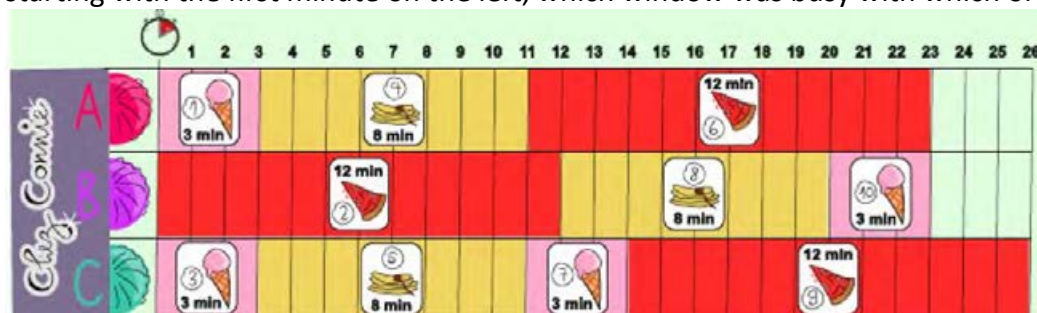 starting with the first minute on the left, which window was busy with which or
1 2 3 4 5 6 7 8 9 10 11 12 13 14 15 16 17 18 19 20 21 22 23 24 25 26
Chez Connie
A
1
3 min
4
8 min
6
12 min
B
2
12 min
8
8 min
10
3 min
C
3
3 min
5
8 min
7
3 min
9
12 min